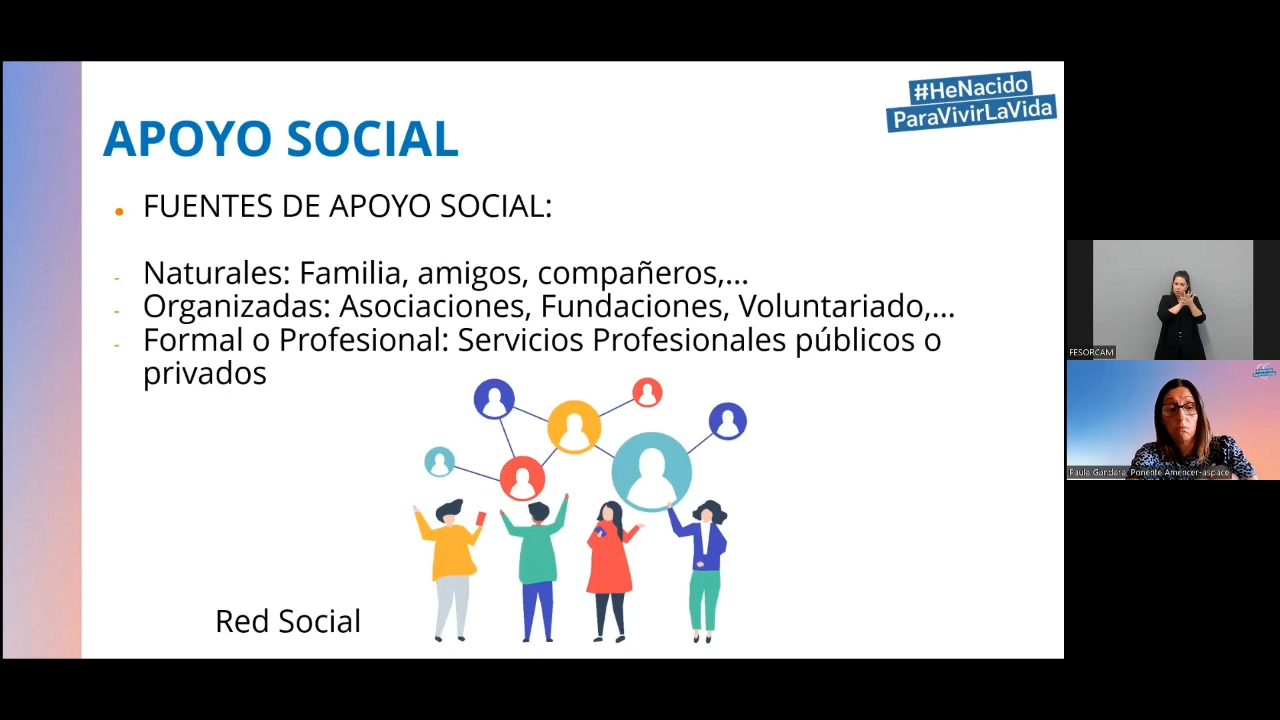 #HeNacido
ParaVivirLaVida
APOYO SOCIAL
• FUENTES DE APOYO SOCIAL:
- Naturales: Familia, amigos, compañeros,...
- Organizadas: Asociaciones, Fundaciones, Voluntariado,...
- Formal o Profesional: Servicios Profesionales públicos o
privados
Red Social
FESORCAM
Paula Gandara, Ponente Amencer-aspace